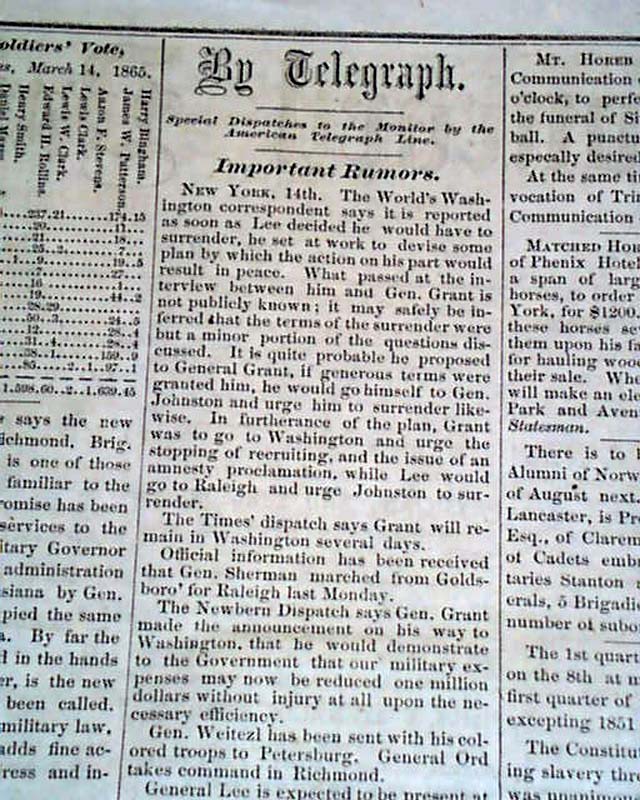 oldiers' Vote,
es, March 14, 1865.
Harry Bingham.
James W. Patterson
Aaron F. Stevens.
Lewis Clark.
Lewis W. Clark.
Edward H. Rollins.
Henry Smith.
1,598.60..2..1,639.45
says the new
ichmond. Brig.
is one of those
familiar to the
romise has been
services to the
itary Governor
administration
siana by Gen.
pied the same
a. By far the
d in the hands
er, is the new
been called.
military law.
adds fine ac-
ress and in-
By Telegraph.
Special Dispatches to the Monitor by the
American Telegraph Line.
Important Rumors.
NEW YORK, 14th. The World's Wash-
ington correspondent says it is reported
as soon as Lee decided he would have to
surrender, he set at work to devise some
plan by which the action on his part would
result in peace. What passed at the in-
terview between him and Gen. Grant is
not publicly known; it may safely be in-
ferred that the terms of the surrender were
but a minor portion of the questions dis-
cussed. It is quite probable he proposed
to General Grant, if generous terms were
granted him, he would go himself to Gen.
Johnston and urge him to surrender like-
wise. In furtherance of the plan, Grant
was to go to Washington and urge the
stopping of recruiting, and the issue of an
amnesty proclamation, while Lee would
go to Raleigh and urge Johnston to sur-
render.
The Times' dispatch says Grant will re-
main in Washington several days.
Official information has been received
that Gen. Sherman marched from Golds-
boro' for Raleigh last Monday.
The Newbern Dispatch says Gen. Grant
made the announcement on his way to
Washington, that he would demonstrate
to the Government that our military ex-
penses may now be reduced one million
dollars without injury at all upon the ne-
cessary efficiency.
Gen. Weitezl has been sent with his col-
ored troops to Petersburg. General Ord
takes command in Richmond.
General Lee is expected to be present at
MT. HOREB
Communication
o'clock, to perfe
the funeral of Si
ball. A punctu
especially desired
At the same ti
vocation of Trin
Communication
MATCHED HOR
of Phenix Hotel
a span of larg
horses, to order
York, for $1200.
these horses se
them upon his fa
for hauling wood
their sale. Whe
will make an ele
Park and Aven
Statesman.
There is to b
Alumni of Norw
of August next.
Lancaster, is Pr
Esq., of Clarem
of Cadets embr
taries Stanton
erals, 5 Brigadi
number of subo
The 1st quart
on the 8th at m
first quarter of
excepting 1851
The Constitu
ing slavery thr
was unanimou